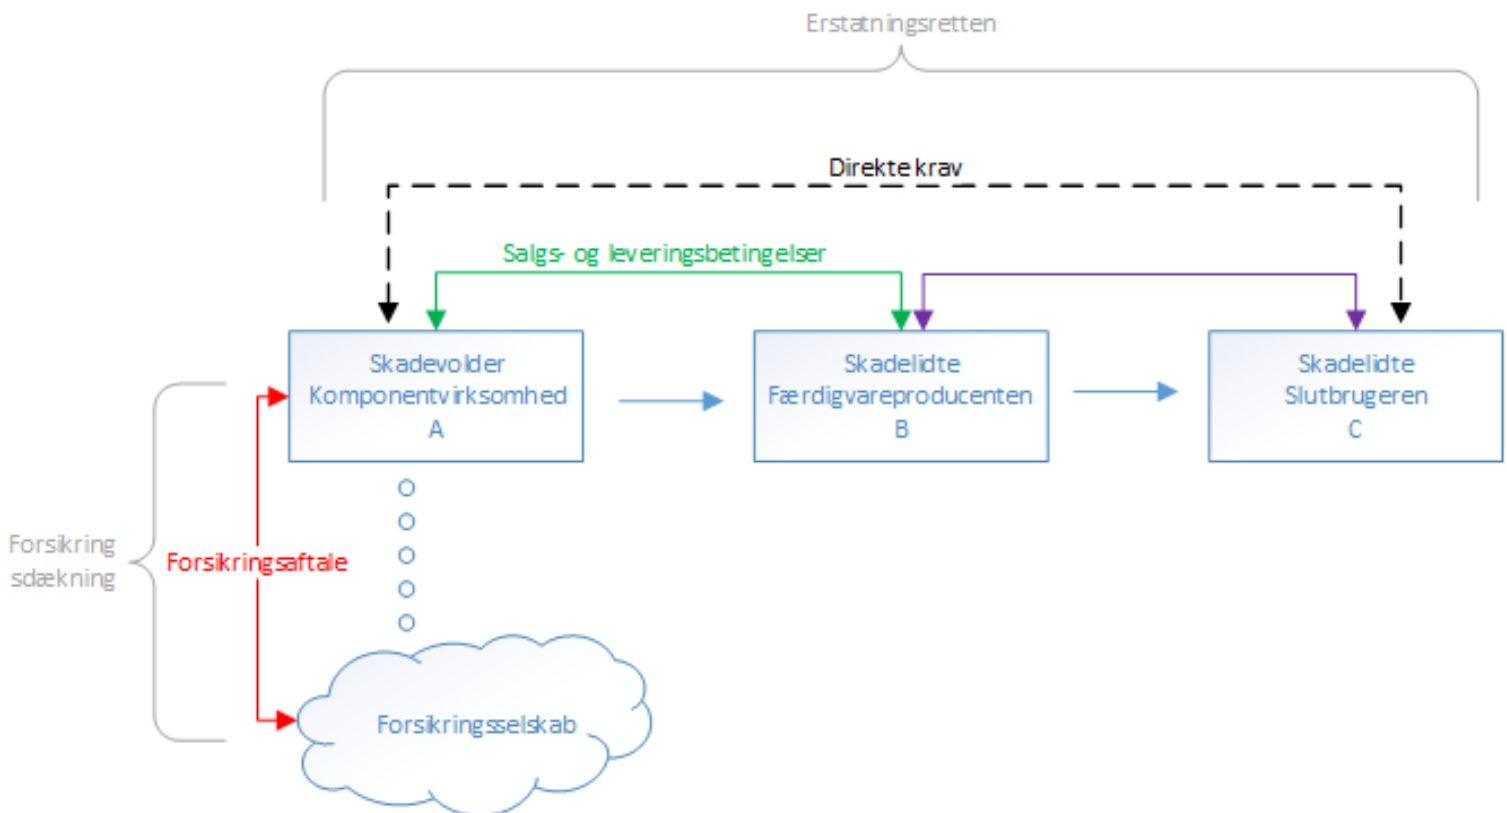 Erstatningsretten
Direkte krav
Salgs- og leveringsbetingelser
Skadevolder
Komponentvirksomhed
A
Skadelidte
Færdigvareproducenten
B
Skadelidte
Slutbrugeren
C
Forsikring
sdækning
Forsikringsaftale
Forsikringsselskab